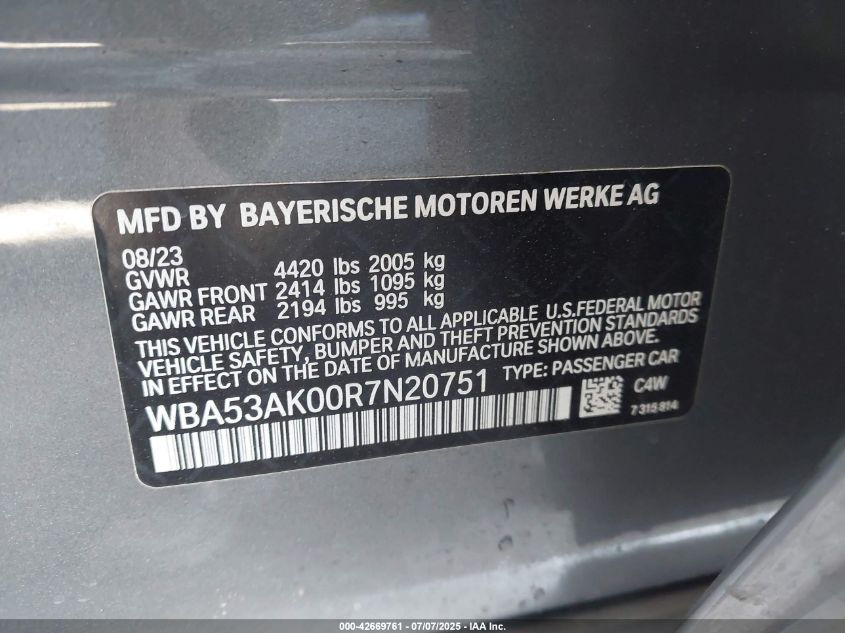 MFD BY BAYERISCHE MOTOREN WERKE AG
08/23
GVWR 4420 lbs 2005 kg
GAWR FRONT 2414 lbs 1095 kg
GAWR REAR 2194 lbs 995 kg
THIS VEHICLE CONFORMS TO ALL APPLICABLE U.S.FEDERAL MOTOR
VEHICLE SAFETY, BUMPER AND THEFT PREVENTION STANDARDS
IN EFFECT ON THE DATE OF MANUFACTURE SHOWN ABOVE.
WBA53AK00R7N20751 TYPE: PASSENGER CAR
C4W
7 315 814
000-42669761 - 07/07/2025 - IAA Inc.